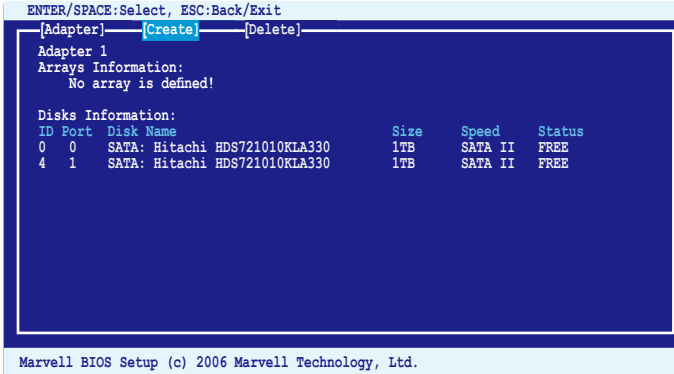 ENTER/SPACE:Select, ESC:Back/Exit
[Adapter] [Create] [Delete]
Adapter 1
Arrays Information:
No array is defined!
Disks Information:
ID Port Disk Name Size Speed Status
0 0 SATA: Hitachi HDS721010KLA330 1TB SATA II FREE
4 1 SATA: Hitachi HDS721010KLA330 1TB SATA II FREE
Marvell BIOS Setup (c) 2006 Marvell Technology, Ltd.